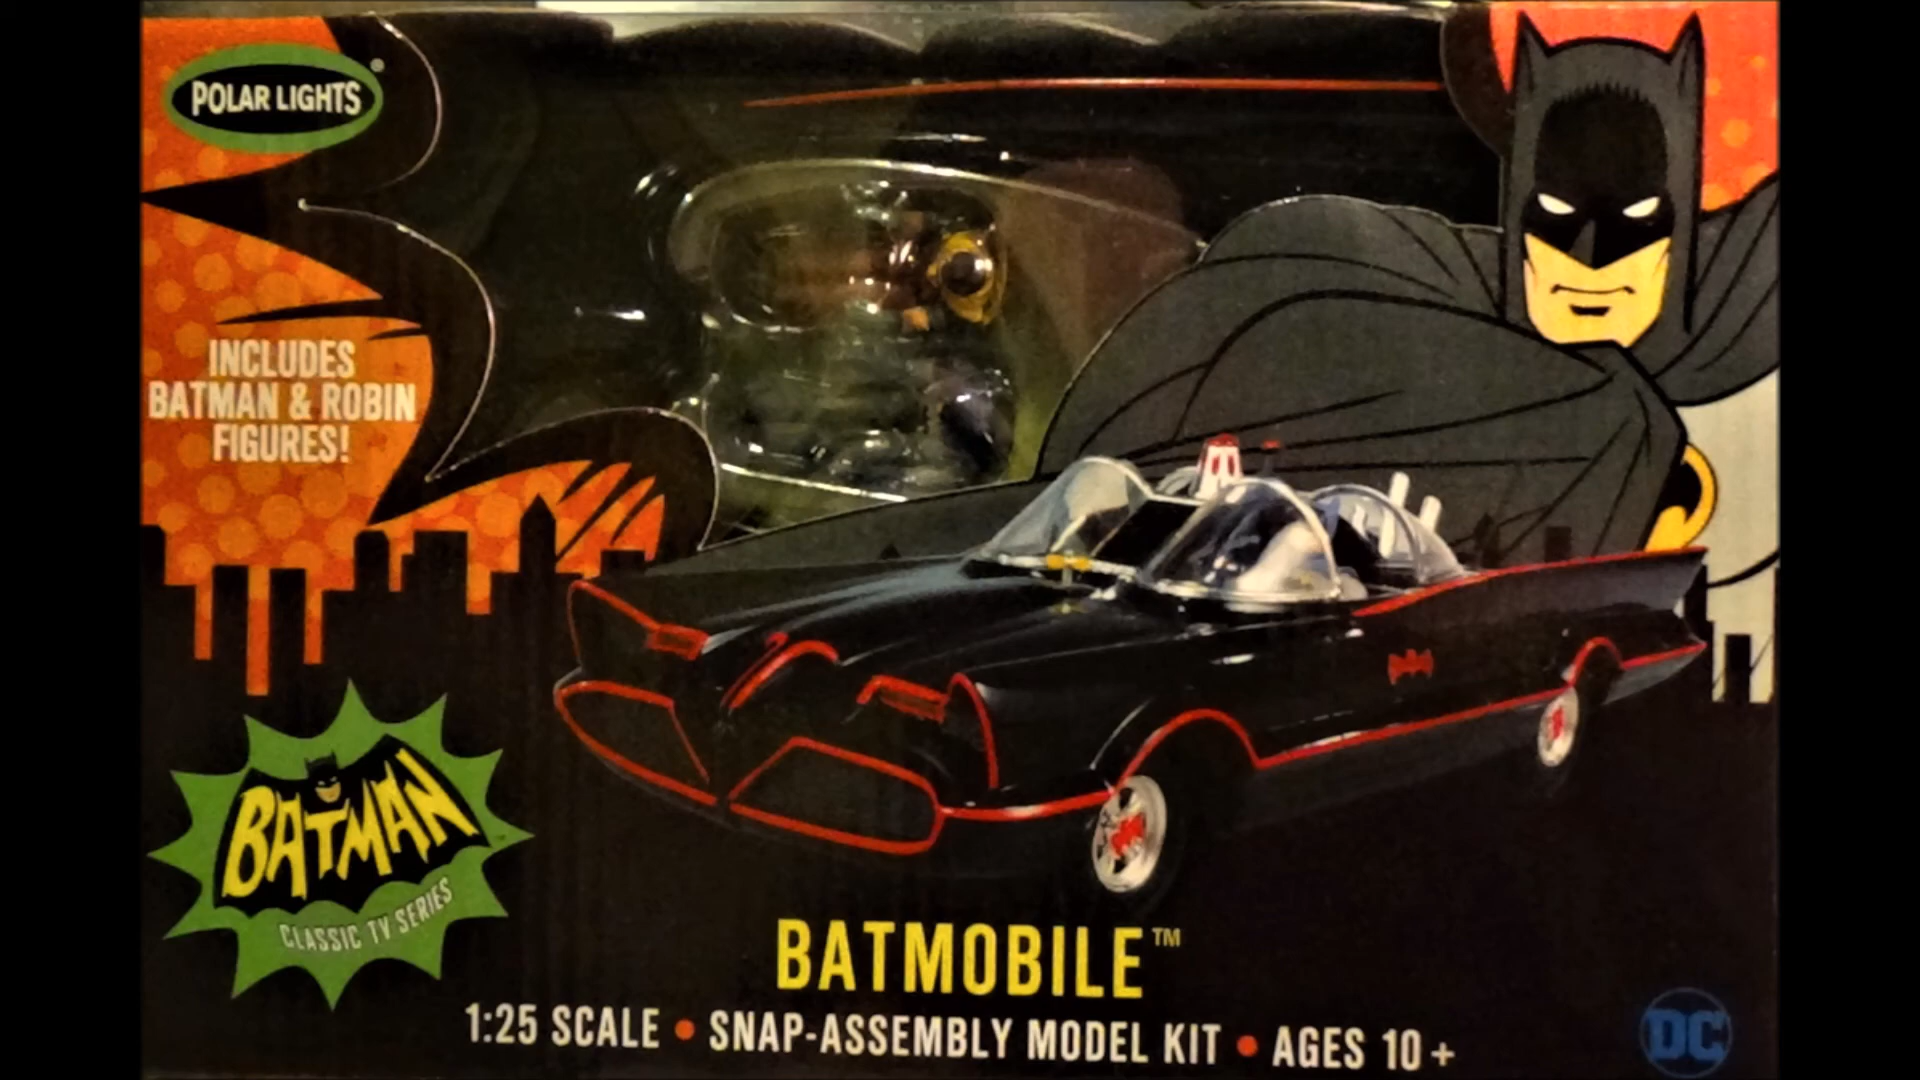 POLAR LIGHTS®
INCLUDES
BATMAN & ROBIN
FIGURES!
BATMAN
CLASSIC TV SERIES
BATMOBILE™
1:25 SCALE • SNAP-ASSEMBLY MODEL KIT • AGES 10+
DC